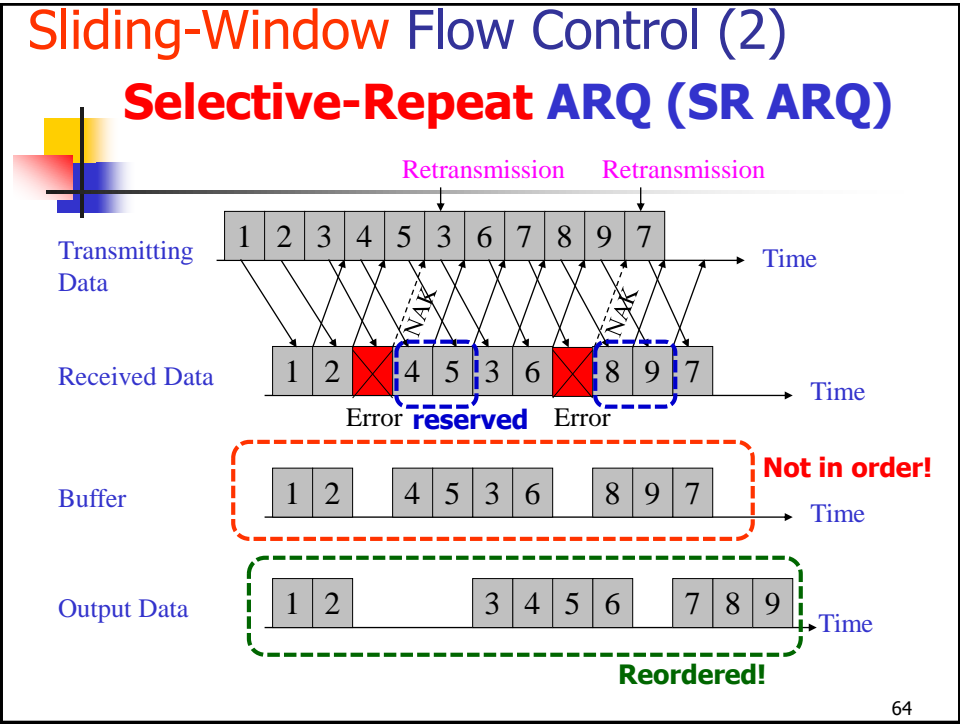 Sliding-Window Flow Control (2)
Selective-Repeat ARQ (SR ARQ)
Retransmission Retransmission
1 2 3 4 5 3 6 7 8 9 7
Transmitting
Data
Time
NAK NAK
Received Data
1 2 4 5 3 6 8 9 7
Time
Error reserved Error
Not in order!
Buffer
1 2 4 5 3 6 8 9 7
Time
Output Data
1 2 3 4 5 6 7 8 9
Time
Reordered!
64